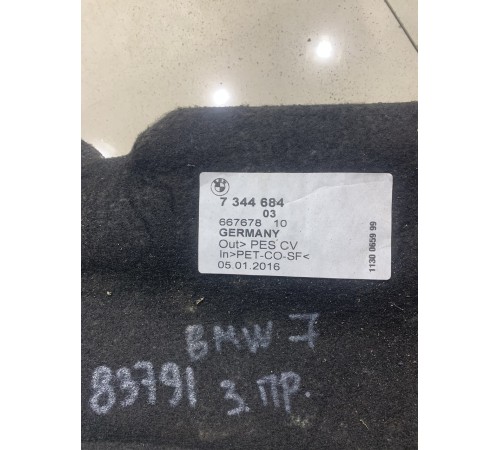 BMW
7 344 684
03
667678 10
GERMANY
Out> PES CV
In>PET-CO-SF<
05.01.2016
1130 0659 99
BMW 7
83791 З.ПР.